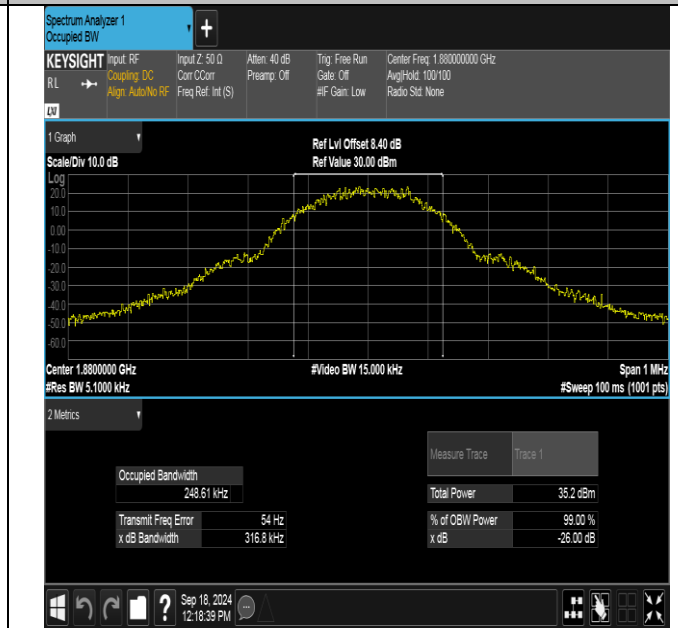 Spectrum Analyzer 1
Occupied BW
+
KEYSIGHT Input: RF Input Z: 50 Ω Atten: 40 dB Trig: Free Run Center Freq: 1.880000000 GHz
RL Coupling: DC Corr CCorr Preamp: Off Gate: Off Avg|Hold: 100/100
Align: Auto/No RF Freq Ref: Int (S) #IF Gain: Low Radio Std: None
LXI
1 Graph
Ref Lvl Offset 8.40 dB
Scale/Div 10.0 dB Ref Value 30.00 dBm
Log
20.0
10.0
0.00
-10.0
-20.0
-30.0
-40.0
-50.0
-60.0
Center 1.8800000 GHz #Video BW 15.000 kHz Span 1 MHz
#Res BW 5.1000 kHz #Sweep 100 ms (1001 pts)
2 Metrics
Measure Trace Trace 1
Occupied Bandwidth
248.61 kHz Total Power 35.2 dBm
Transmit Freq Error 54 Hz % of OBW Power 99.00 %
x dB Bandwidth 316.8 kHz x dB -26.00 dB
? Sep 18, 2024
12:18:39 PM